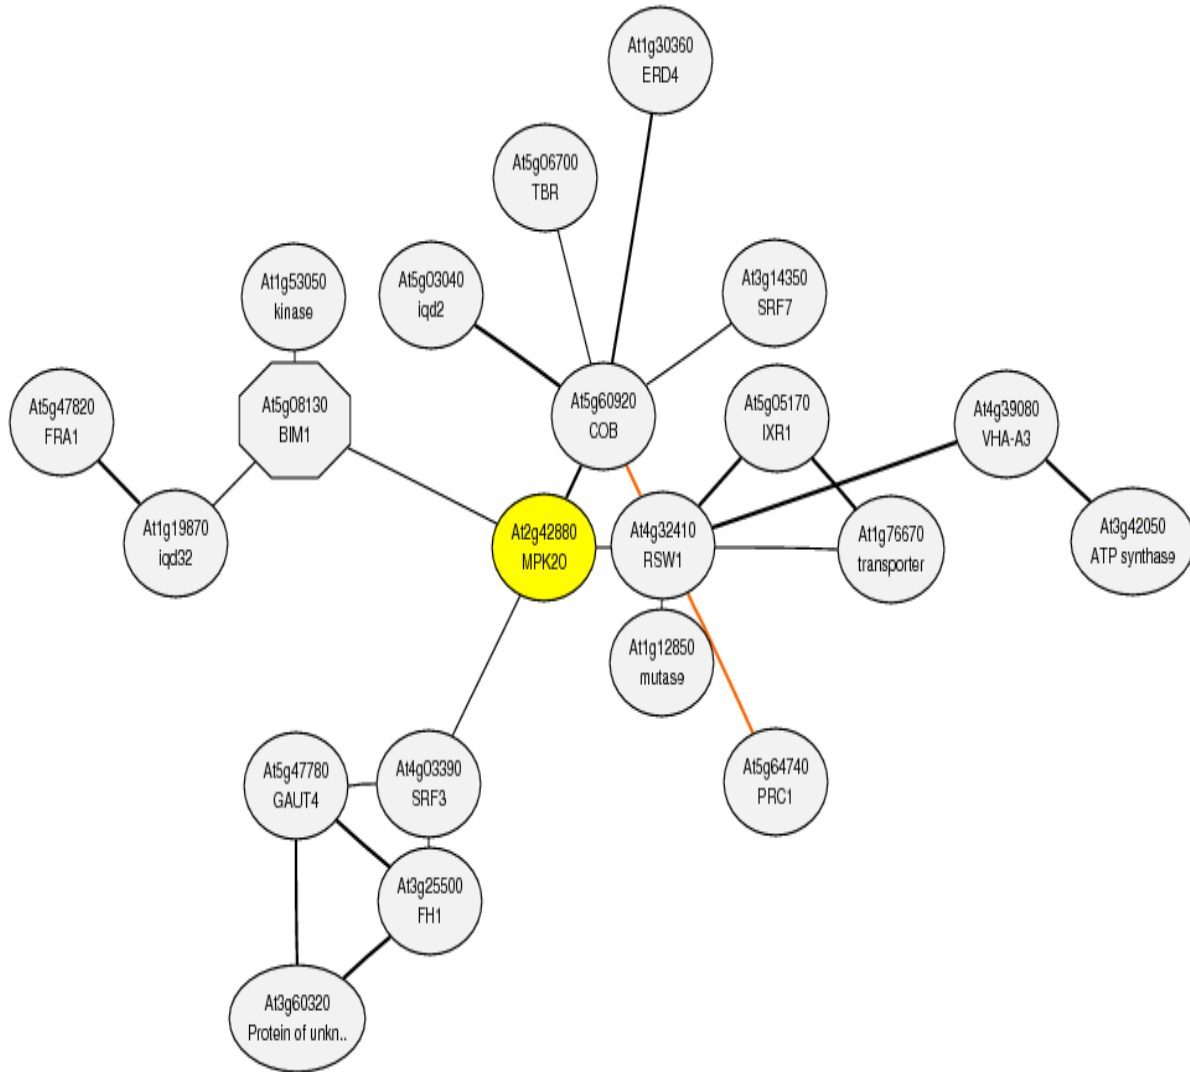 At1g30360
ERD4
At5g06700
TBR
At1g53050
kinase
At5g03040
iqd2
At3g14350
SRF7
At5g47820
FRA1
At5g08130
BIM1
At5g60920
COB
At5g05170
IXR1
At4g39080
VHA-A3
At1g19870
iqd32
At2g42880
MPK20
At4g32410
RSW1
At1g76670
transporter
At3g42050
ATP synthase
At1g12850
mutase
At5g47780
GAUT4
At4g03390
SRF3
At5g64740
PRC1
At3g25500
FH1
At3g60320
Protein of unkn..